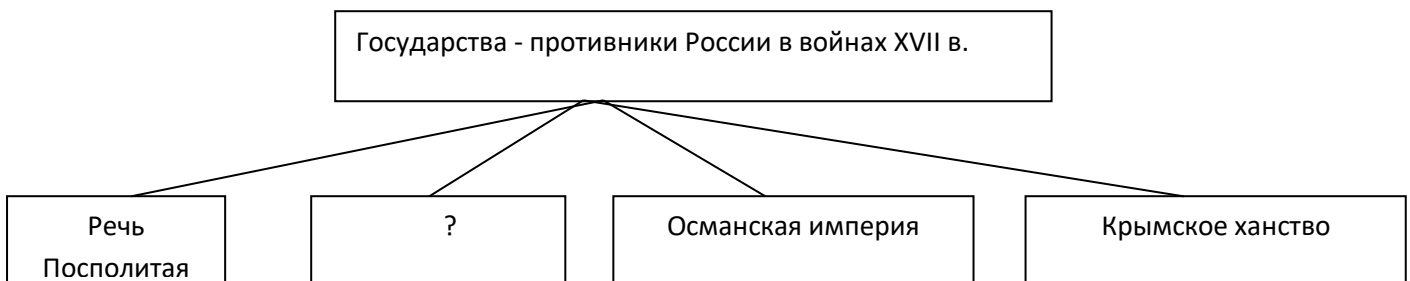 Государства - противники России в войнах XVII в.
Речь
Посполитая
?
Османская империя
Крымское ханство